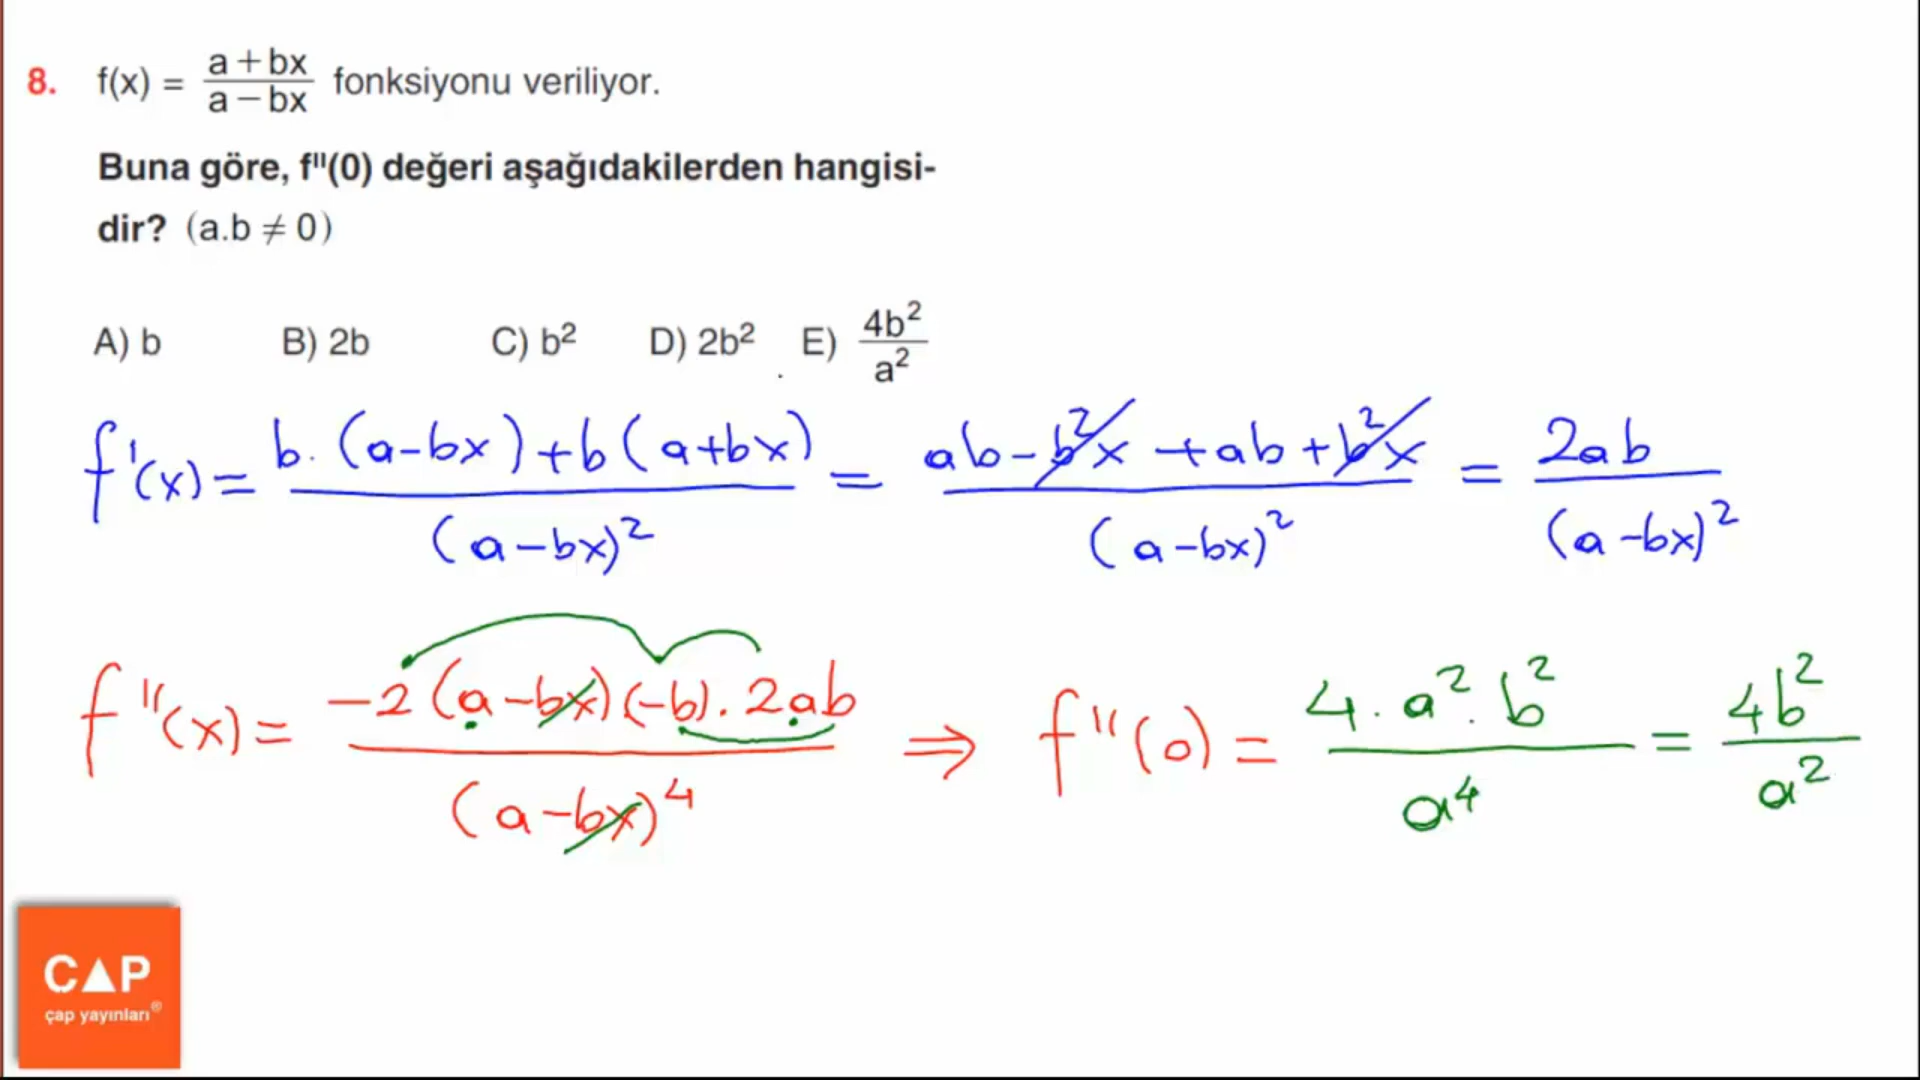 8. f(x) = (a+bx)/(a−bx) fonksiyonu veriliyor.
Buna göre, f"(0) değeri aşağıdakilerden hangisi-
dir? (a.b ≠ 0)
A) b B) 2b C) b² D) 2b² E) 4b²/a²
f'(x) = (b.(a-bx)+b(a+bx))/(a-bx)² = (ab-b²x+ab+b²x)/(a-bx)² = 2ab/(a-bx)²
f"(x) = (-2(a-bx)(-b).2ab)/(a-bx)⁴ ⇒ f"(0) = (4.a².b²)/a⁴ = 4b²/a²
ÇAP
çap yayınları®